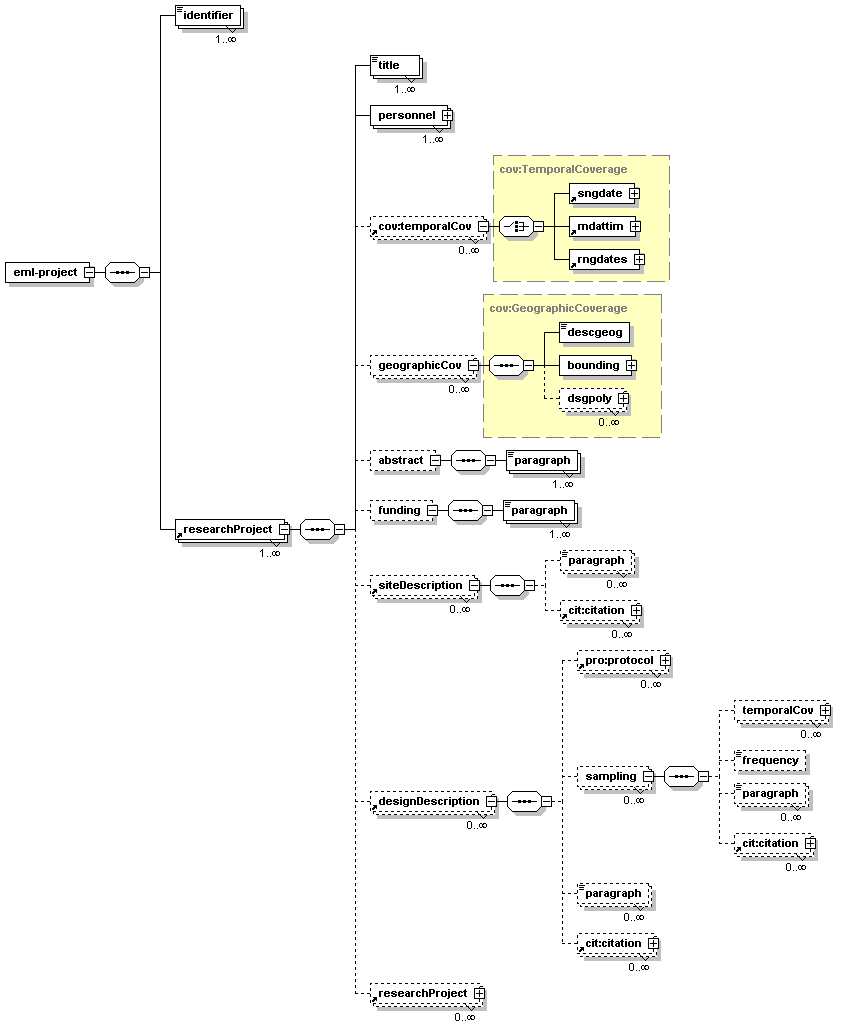 identifier
1..∞
title
1..∞
personnel
1..∞
cov:TemporalCoverage
sngdate
cov:temporalCov
mdattim
0..∞
rngdates
eml-project
cov:GeographicCoverage
descgeog
geographicCov
bounding
0..∞
dsgpoly
0..∞
abstract
paragraph
1..∞
funding
paragraph
researchProject
1..∞
1..∞
paragraph
siteDescription
0..∞
0..∞
cit:citation
0..∞
pro:protocol
0..∞
temporalCov
0..∞
frequency
sampling
0..∞
paragraph
designDescription
0..∞
0..∞
cit:citation
0..∞
paragraph
0..∞
cit:citation
0..∞
researchProject
0..∞